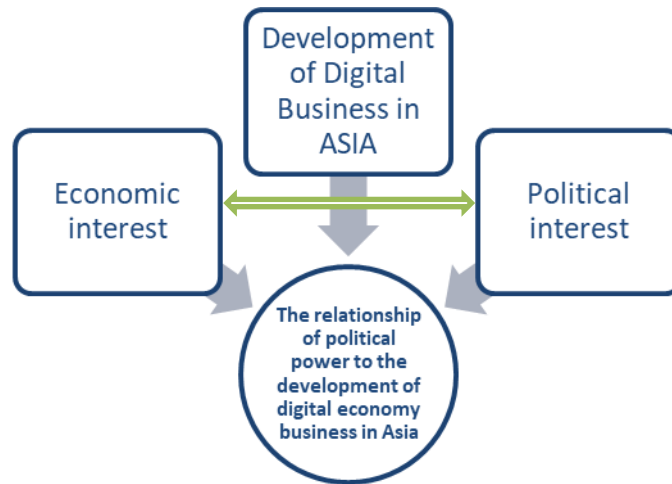 Development
of Digital
Business in
ASIA
Economic
interest
Political
interest
The relationship
of political
power to the
development of
digital economy
business in Asia